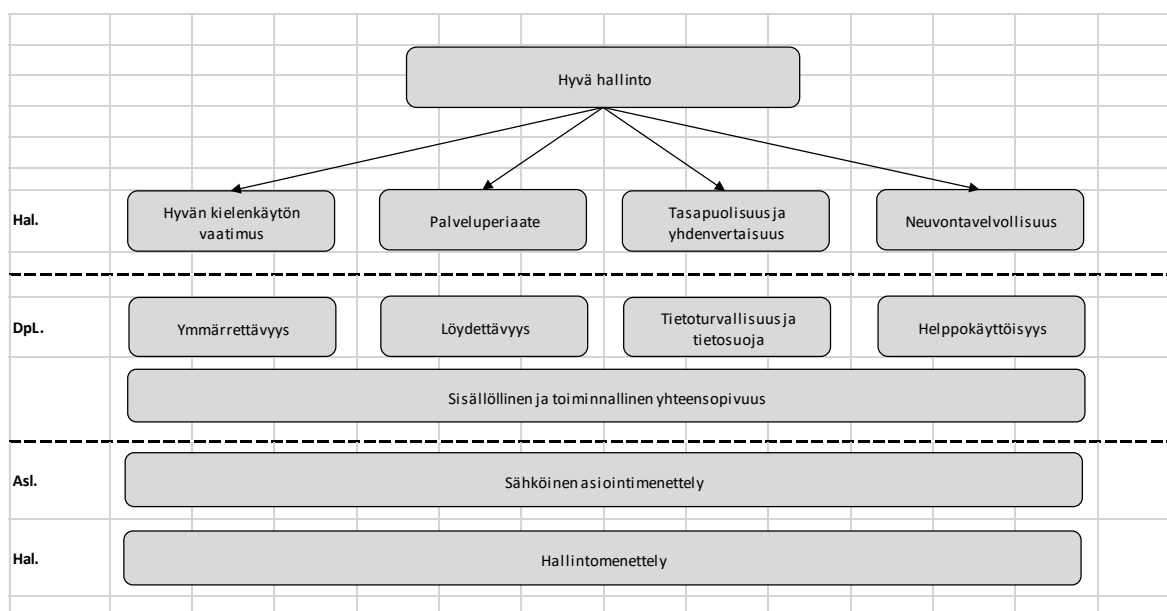 Hyvä hallinto
Hal.
Hyvän kielenkäytön
vaatimus
Palveluperiaate
Tasapuolisuus ja
yhdenvertaisuus
Neuvontavelvollisuus
DpL.
Ymmärrettävyys
Löydettävyys
Tietoturvallisuus ja
tietosuoja
Helppokäyttöisyys
Sisällöllinen ja toiminnallinen yhteensopivuus
Asl.
Sähköinen asiointimenettely
Hal.
Hallintomenettely